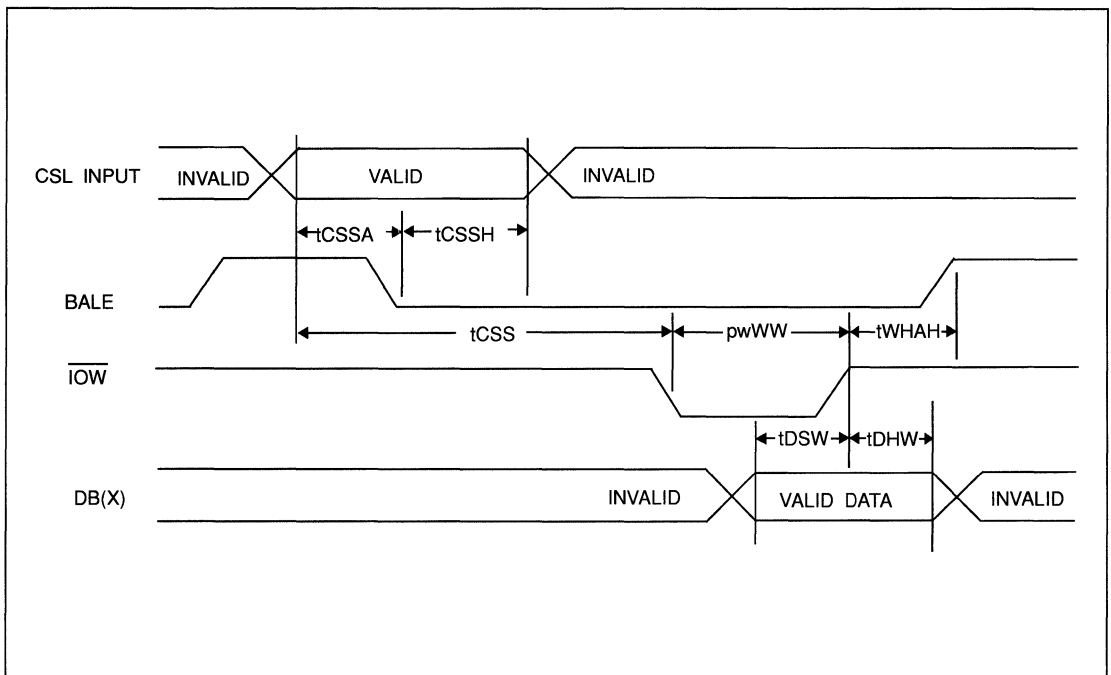 CSL INPUT INVALID VALID INVALID
tCSSA tCSSH
BALE
tCSS pwWW tWHAH
IOW
tDSW tDHW
DB(X) INVALID VALID DATA INVALID